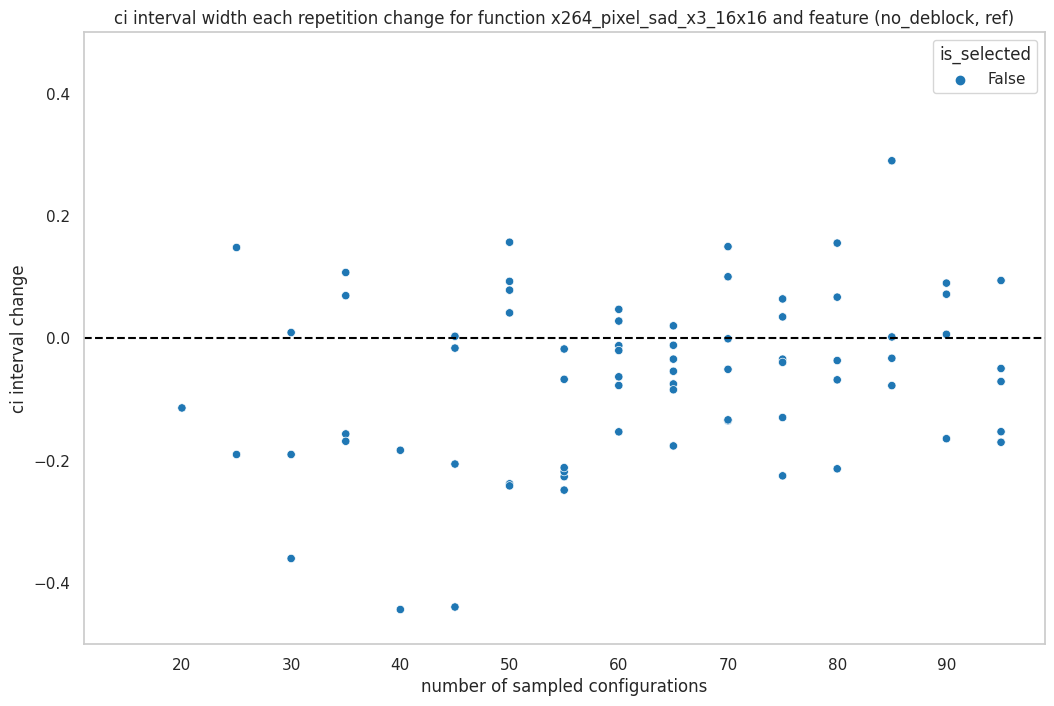 ci interval width each repetition change for function x264_pixel_sad_x3_16x16 and feature (no_deblock, ref)
is_selected
False
0.4
0.2
0.0
−0.2
−0.4
ci interval change
20 30 40 50 60 70 80 90
number of sampled configurations